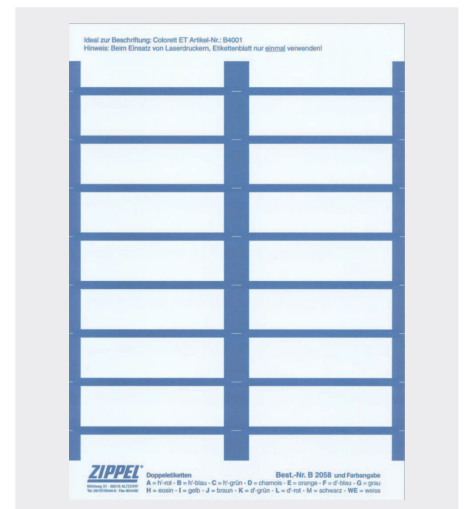 Ideal zur Beschriftung: Colorett ET Artikel-Nr.: B4001
Hinweis: Beim Einsatz von Laserdruckern, Etikettenblatt nur einmal verwenden!
ZIPPEL
Doppeletiketten
Best.-Nr. B 2058 und Farbangabe
A = h'-rot - B = h'-blau - C = h'-grün - D = chamois - E = orange - F = d'-blau - G = grau
H = eosin - I = gelb - J = braun - K = d'-grün - L = d'-rot - M = schwarz - WE = weiss